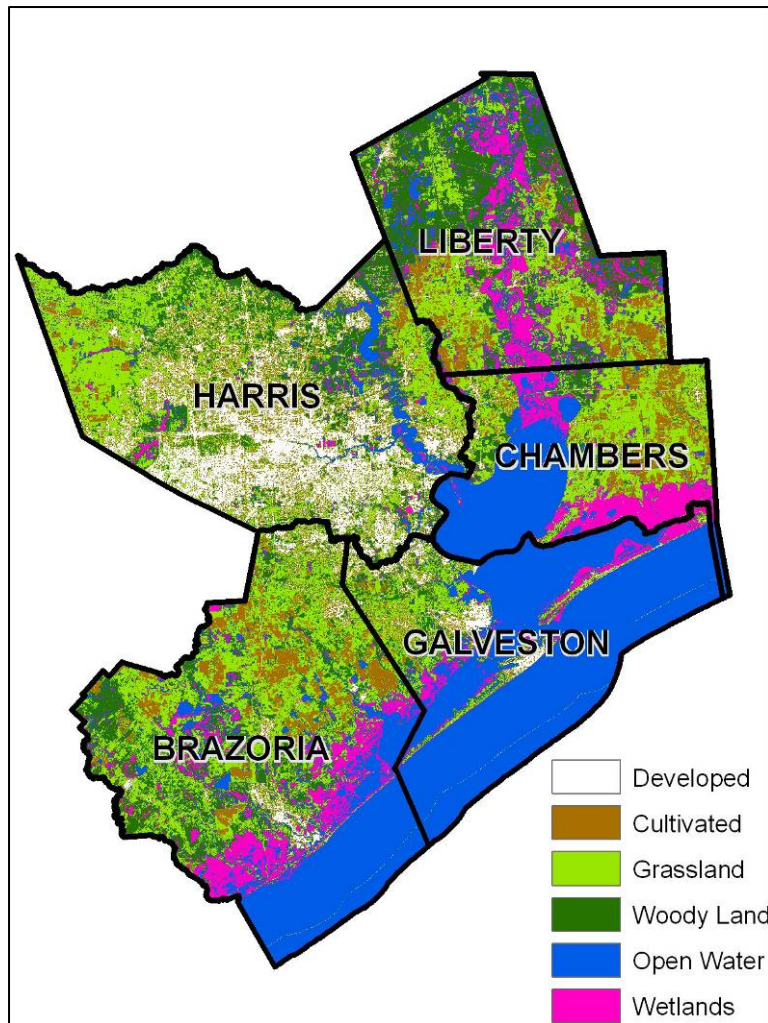 LIBERTY
HARRIS
CHAMBERS
GALVESTON
BRAZORIA
Developed
Cultivated
Grassland
Woody Land
Open Water
Wetlands